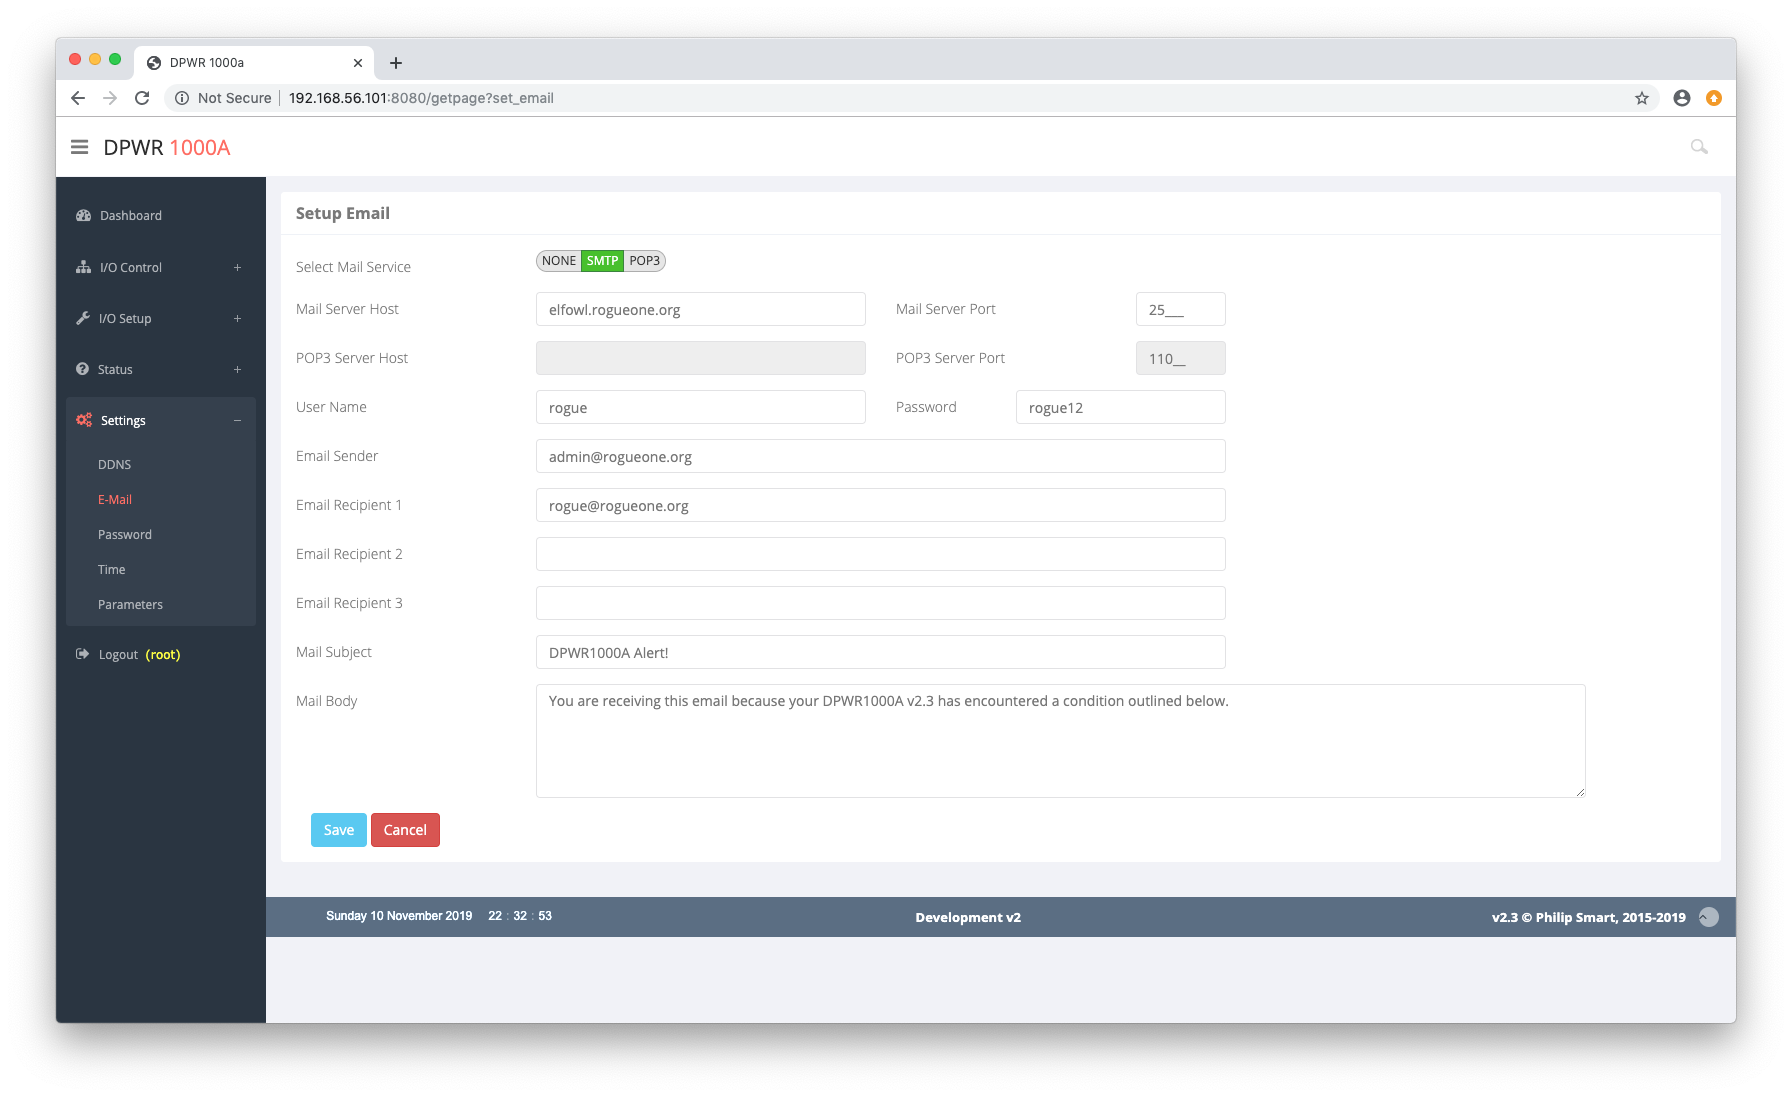 DPWR 1000a
Not Secure 192.168.56.101:8080/getpage?set_email
DPWR 1000A
Dashboard
I/O Control +
I/O Setup +
Status +
Settings –
DDNS
E-Mail
Password
Time
Parameters
Logout (root)
Setup Email
Select Mail Service NONE SMTP POP3
Mail Server Host elfowl.rogueone.org Mail Server Port 25___
POP3 Server Host POP3 Server Port 110__
User Name rogue Password rogue12
Email Sender admin@rogueone.org
Email Recipient 1 rogue@rogueone.org
Email Recipient 2
Email Recipient 3
Mail Subject DPWR1000A Alert!
Mail Body You are receiving this email because your DPWR1000A v2.3 has encountered a condition outlined below.
Save Cancel
Sunday 10 November 2019 22 : 32 : 53 Development v2 v2.3 © Philip Smart, 2015-2019